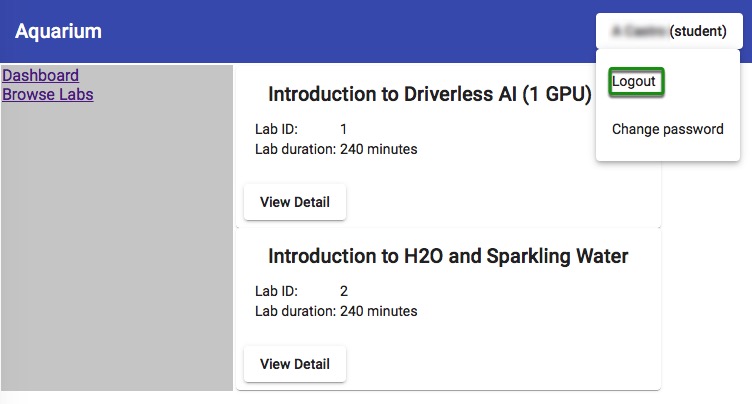 Aquarium
(student)
Logout
Change password
Dashboard
Browse Labs
Introduction to Driverless AI (1 GPU)
Lab ID: 1
Lab duration: 240 minutes
View Detail
Introduction to H2O and Sparkling Water
Lab ID: 2
Lab duration: 240 minutes
View Detail